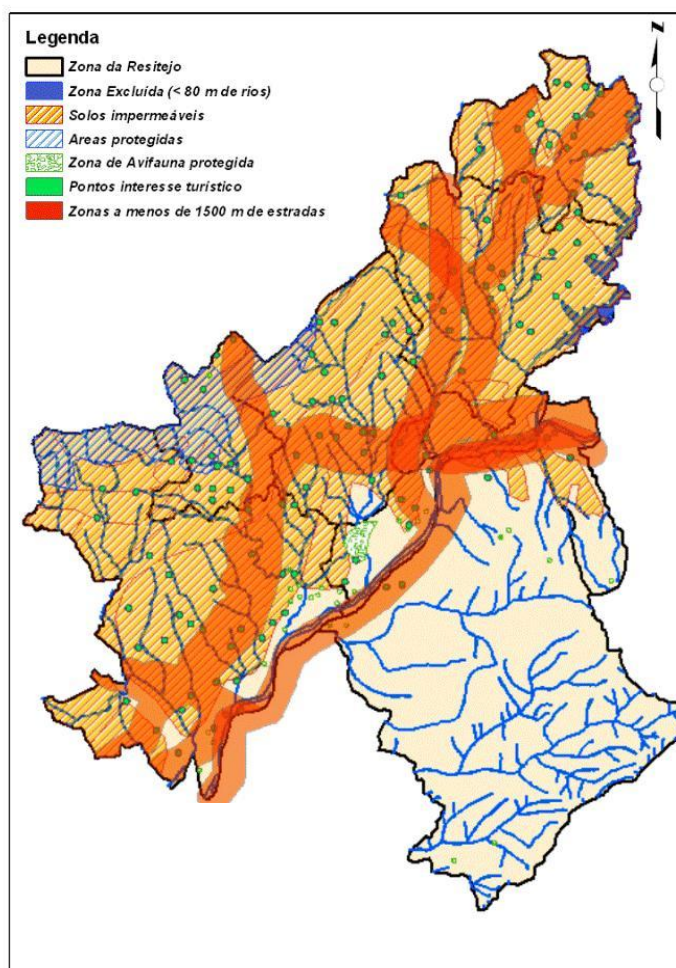 Legenda
Zona da Resitejo
Zona Excluída (< 80 m de rios)
Solos impermeáveis
Areas protegidas
Zona de Avifauna protegida
Pontos interesse turístico
Zonas a menos de 1500 m de estradas
N